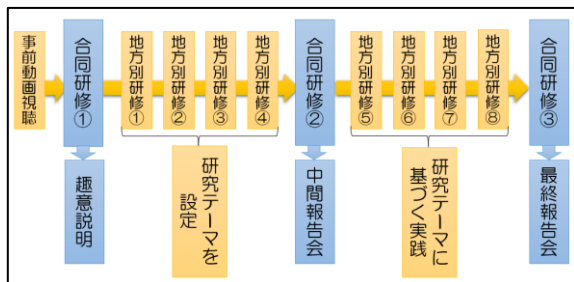 事前動画視聴
合同研修①
地方別研修①
地方別研修②
地方別研修③
地方別研修④
合同研修②
地方別研修⑤
地方別研修⑥
地方別研修⑦
地方別研修⑧
合同研修③
趣意説明
研究テーマを
設定
中間報告会
研究テーマに
基づく実践
最終報告会